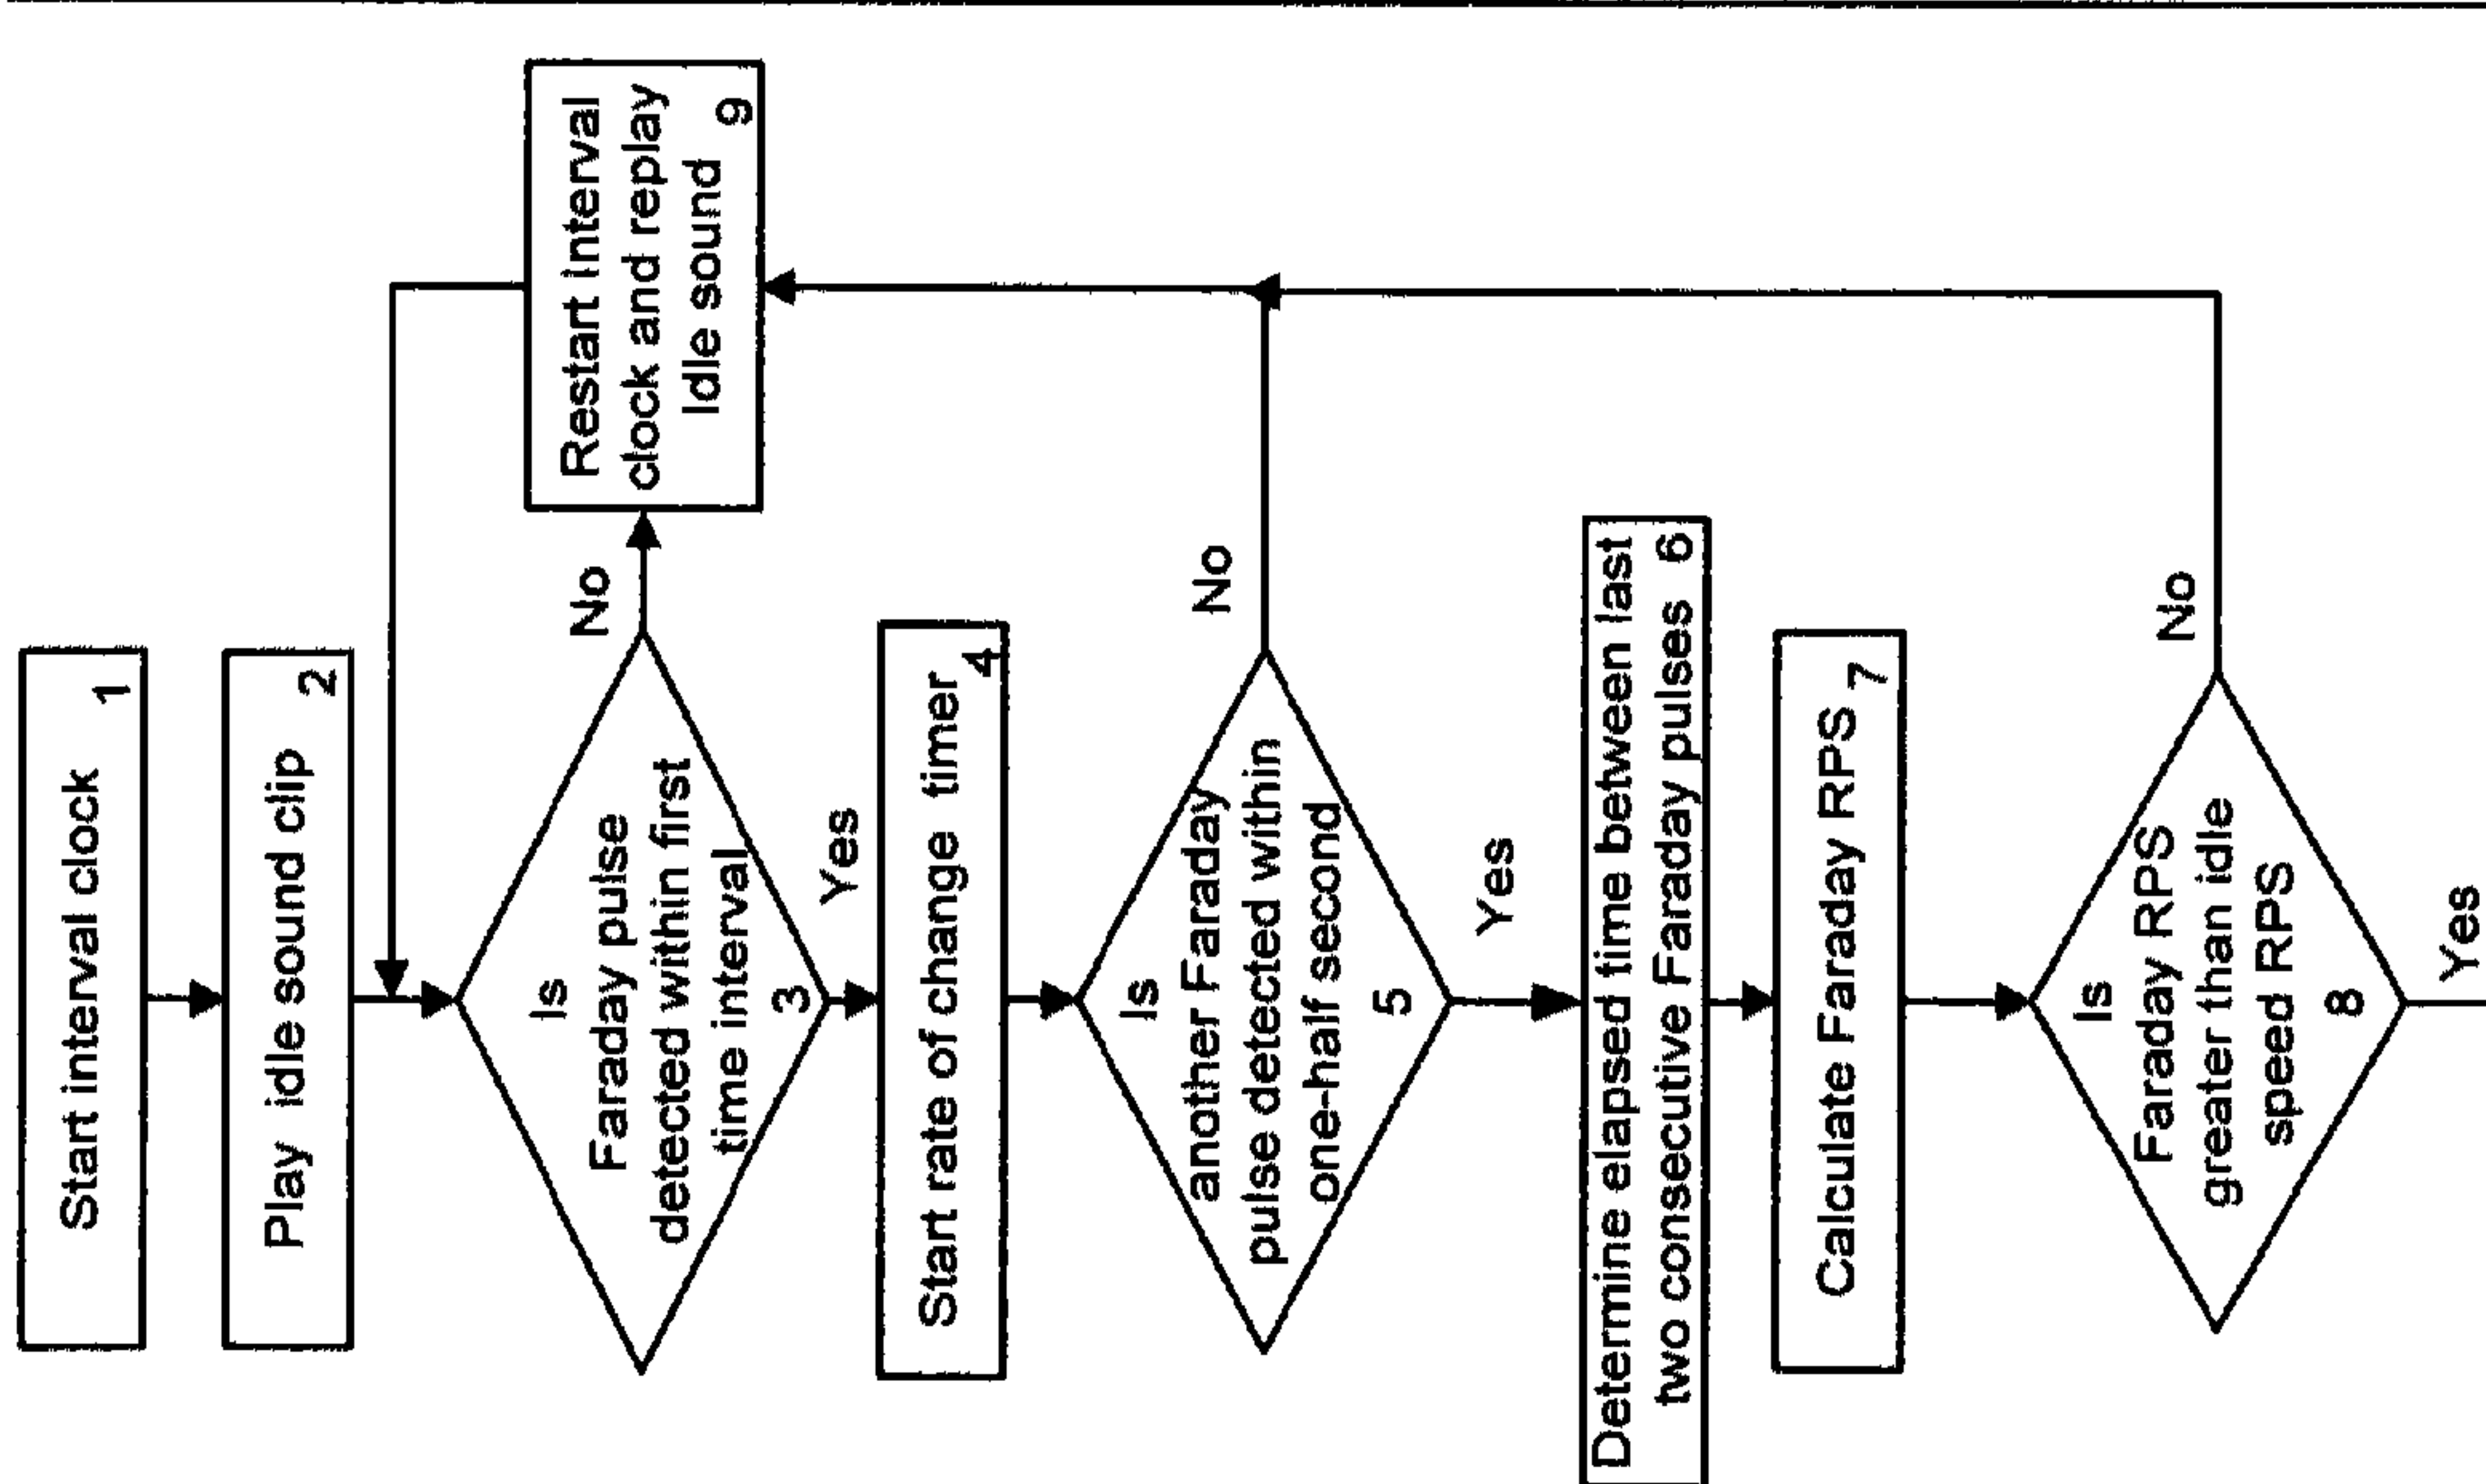 Start interval clock
1
Play idle sound clip
2
Is
Faraday pulse
detected within first
time interval
3
No
Yes
Restart interval
clock and replay
Idle sound
9
Start rate of change timer
4
Is
another Faraday
pulse detected within
one-half second
5
No
Yes
Determine elapsed time between last
two consecutive Faraday pulses 6
Calculate Faraday RPS
7
Is
Faraday RPS
greater than idle
speed RPS
8
No
Yes